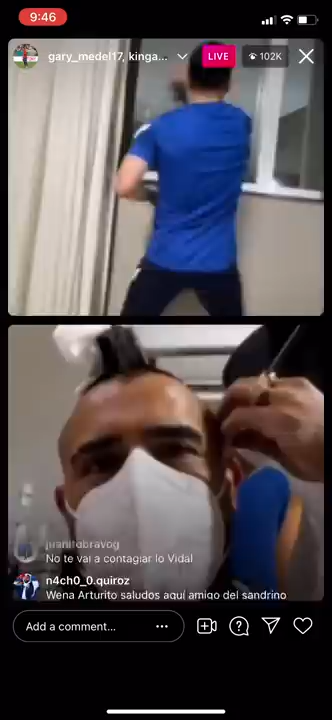 9:46
gary_medel17, kinga...
LIVE
102K
juanitabravog
No te vai a contagiar lo Vidal
n4ch0_0.quiroz
Wena Arturito saludos aquí amigo del sandrino
Add a comment...